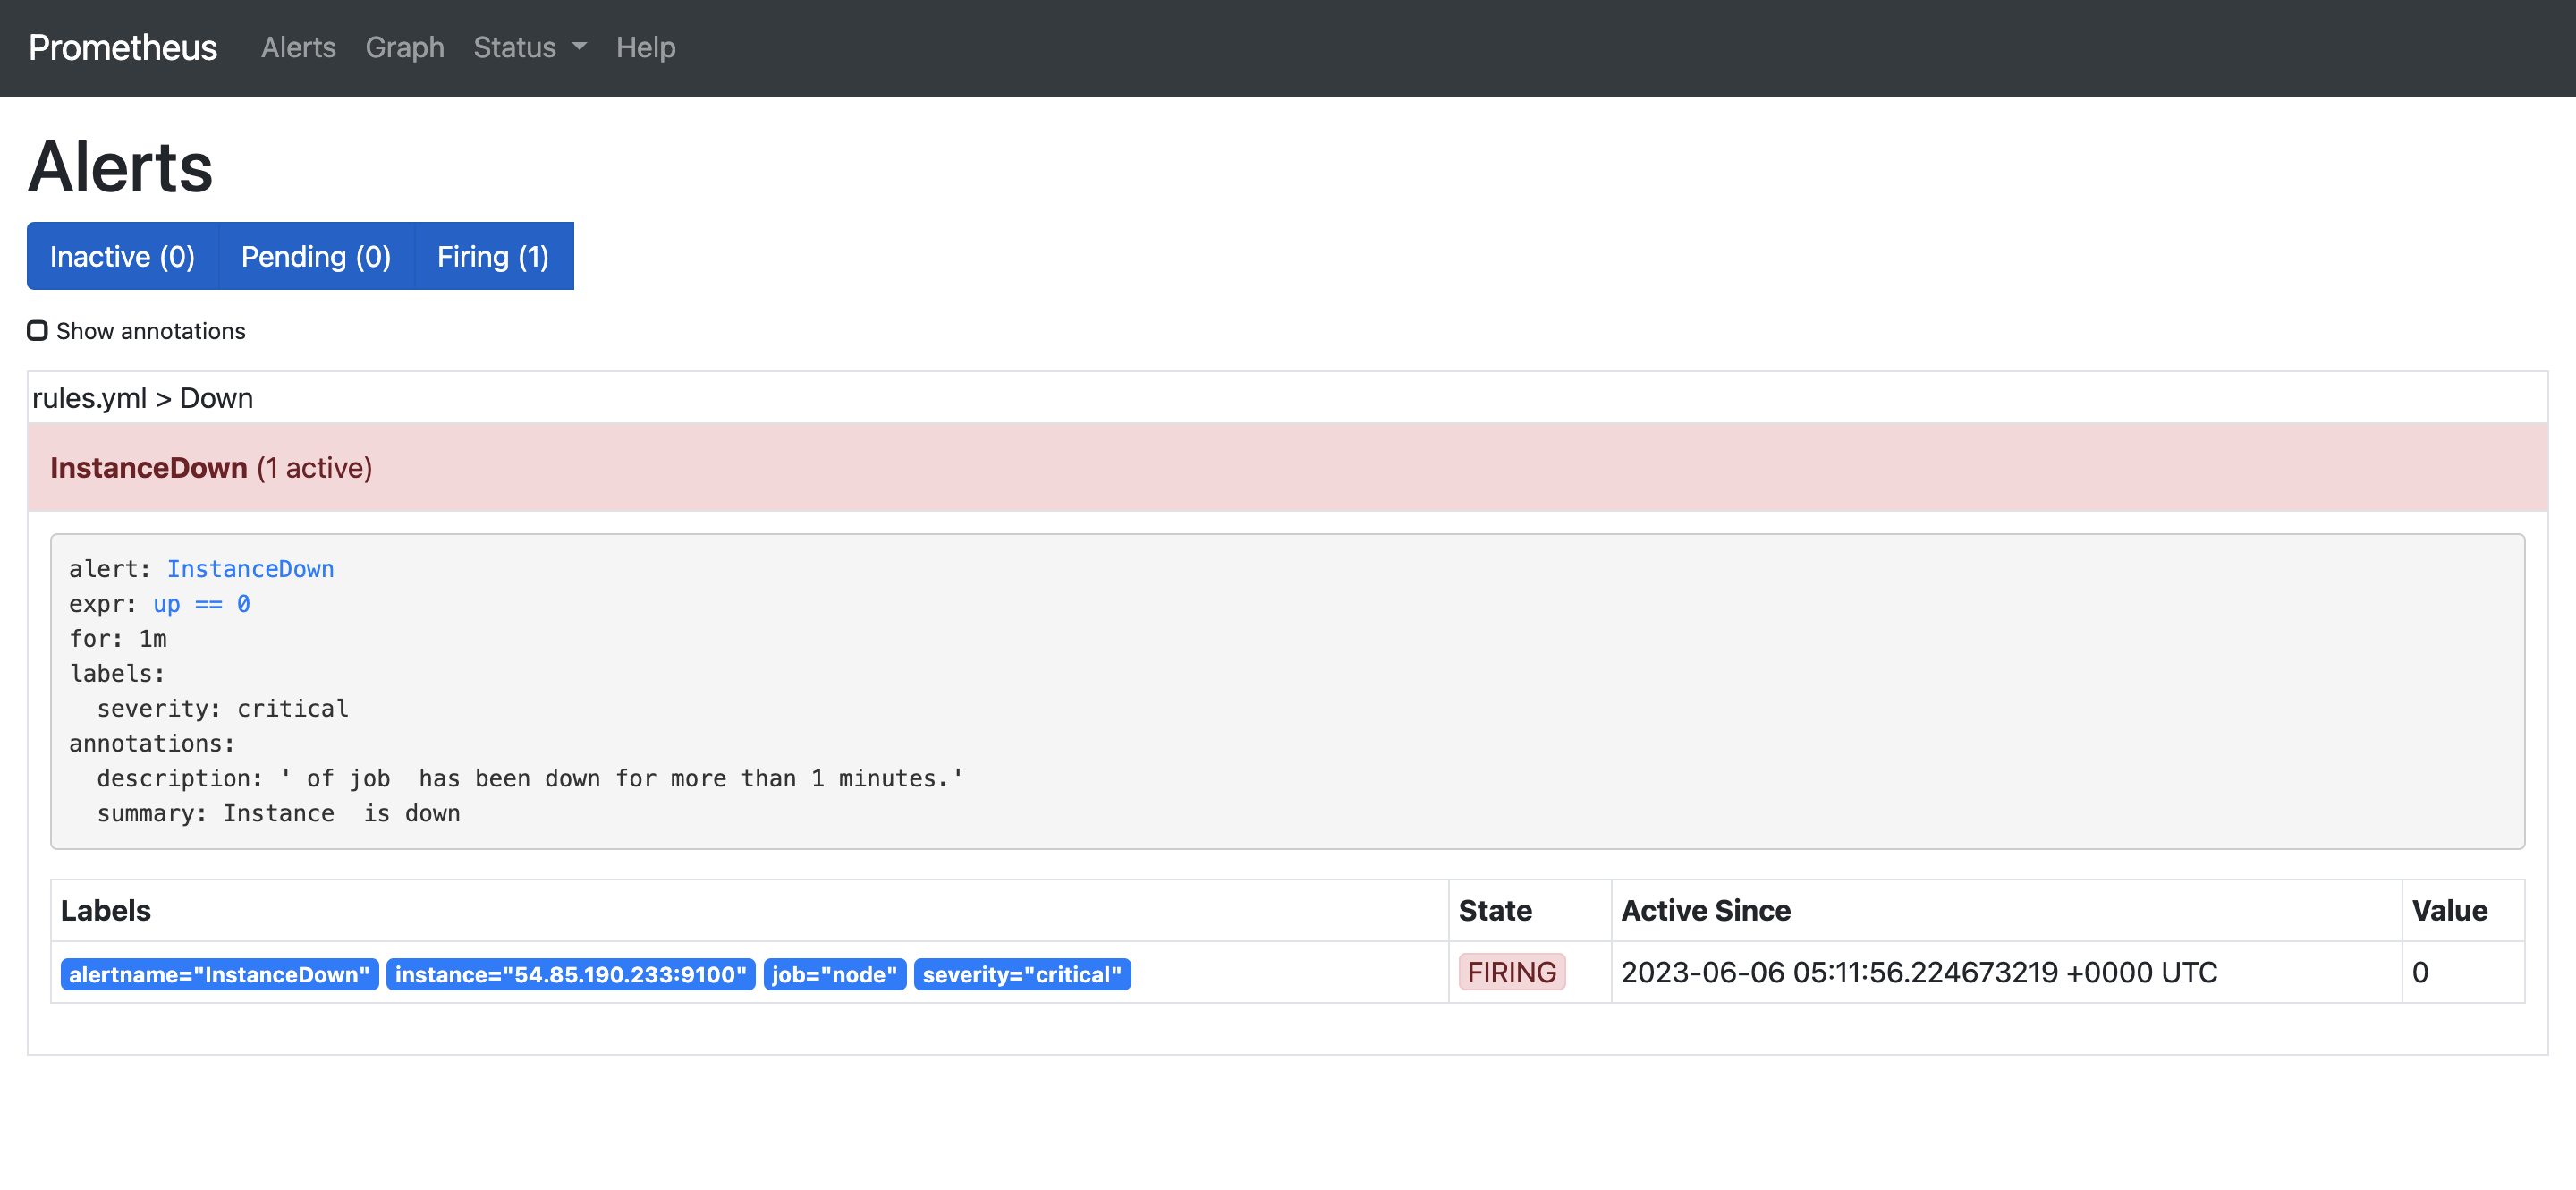 Prometheus Alerts Graph Status Help
Alerts
Inactive (0) Pending (0) Firing (1)
Show annotations
rules.yml > Down
InstanceDown (1 active)
alert: InstanceDown
expr: up == 0
for: 1m
labels:
  severity: critical
annotations:
  description: ' of job  has been down for more than 1 minutes.'
  summary: Instance  is down
Labels State Active Since Value
alertname="InstanceDown" instance="54.85.190.233:9100" job="node" severity="critical" FIRING 2023-06-06 05:11:56.224673219 +0000 UTC 0